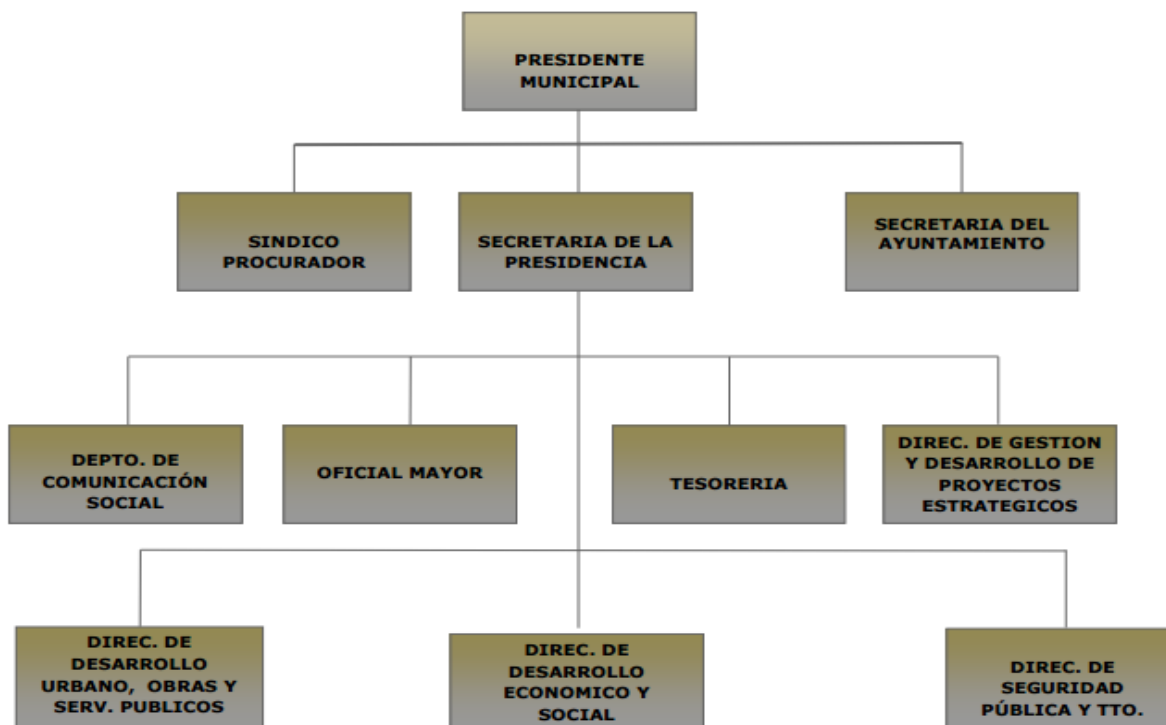 PRESIDENTE
MUNICIPAL
SINDICO
PROCURADOR
SECRETARIA DE LA
PRESIDENCIA
SECRETARIA DEL
AYUNTAMIENTO
DEPTO. DE
COMUNICACIÓN
SOCIAL
OFICIAL MAYOR
TESORERIA
DIREC. DE GESTION
Y DESARROLLO DE
PROYECTOS
ESTRATEGICOS
DIREC. DE
DESARROLLO
URBANO, OBRAS Y
SERV. PUBLICOS
DIREC. DE
DESARROLLO
ECONOMICO Y
SOCIAL
DIREC. DE
SEGURIDAD
PÚBLICA Y TTO.